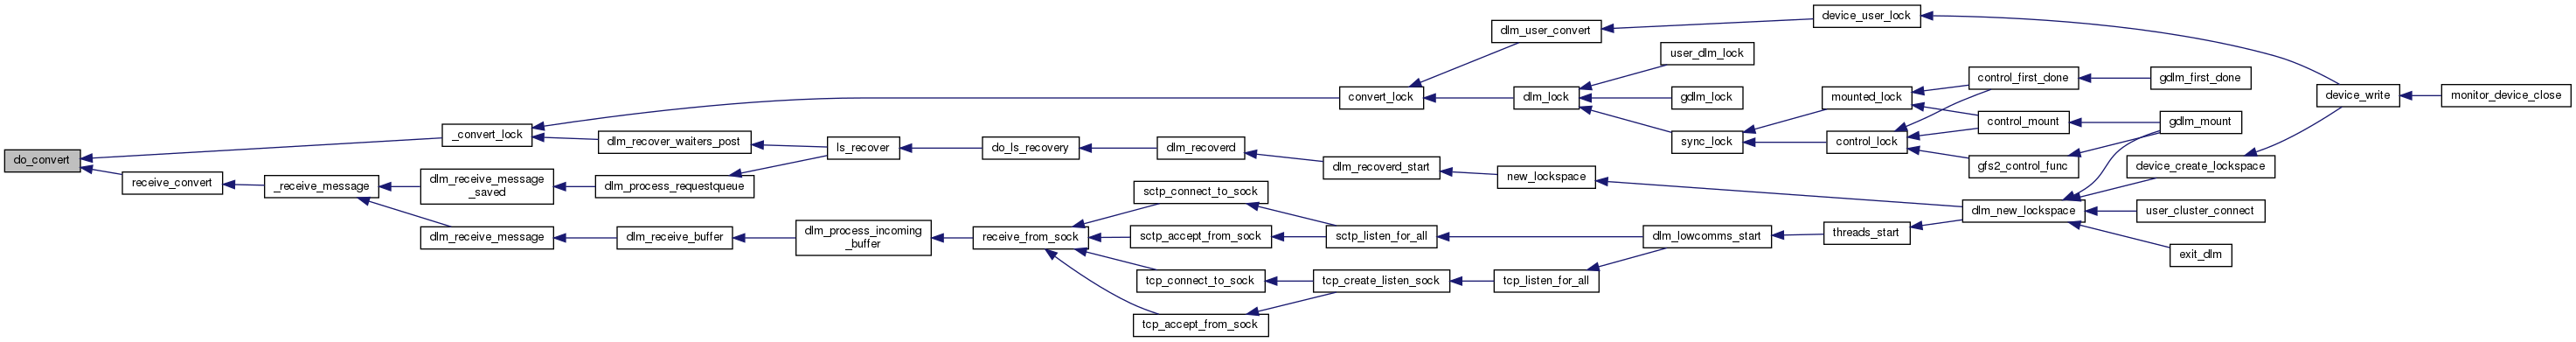 do_convert
_convert_lock
receive_convert
_receive_message
dlm_receive_message
_saved
dlm_receive_message
dlm_recover_waiters_post
dlm_process_requestqueue
dlm_receive_buffer
ls_recover
dlm_process_incoming
_buffer
do_ls_recovery
receive_from_sock
dlm_recoverd
sctp_connect_to_sock
sctp_accept_from_sock
tcp_connect_to_sock
tcp_accept_from_sock
convert_lock
dlm_recoverd_start
sctp_listen_for_all
tcp_create_listen_sock
dlm_user_convert
dlm_lock
new_lockspace
tcp_listen_for_all
user_dlm_lock
gdlm_lock
sync_lock
dlm_lowcomms_start
device_user_lock
mounted_lock
control_lock
threads_start
control_first_done
control_mount
gfs2_control_func
dlm_new_lockspace
gdlm_first_done
gdlm_mount
device_create_lockspace
user_cluster_connect
exit_dlm
device_write
monitor_device_close